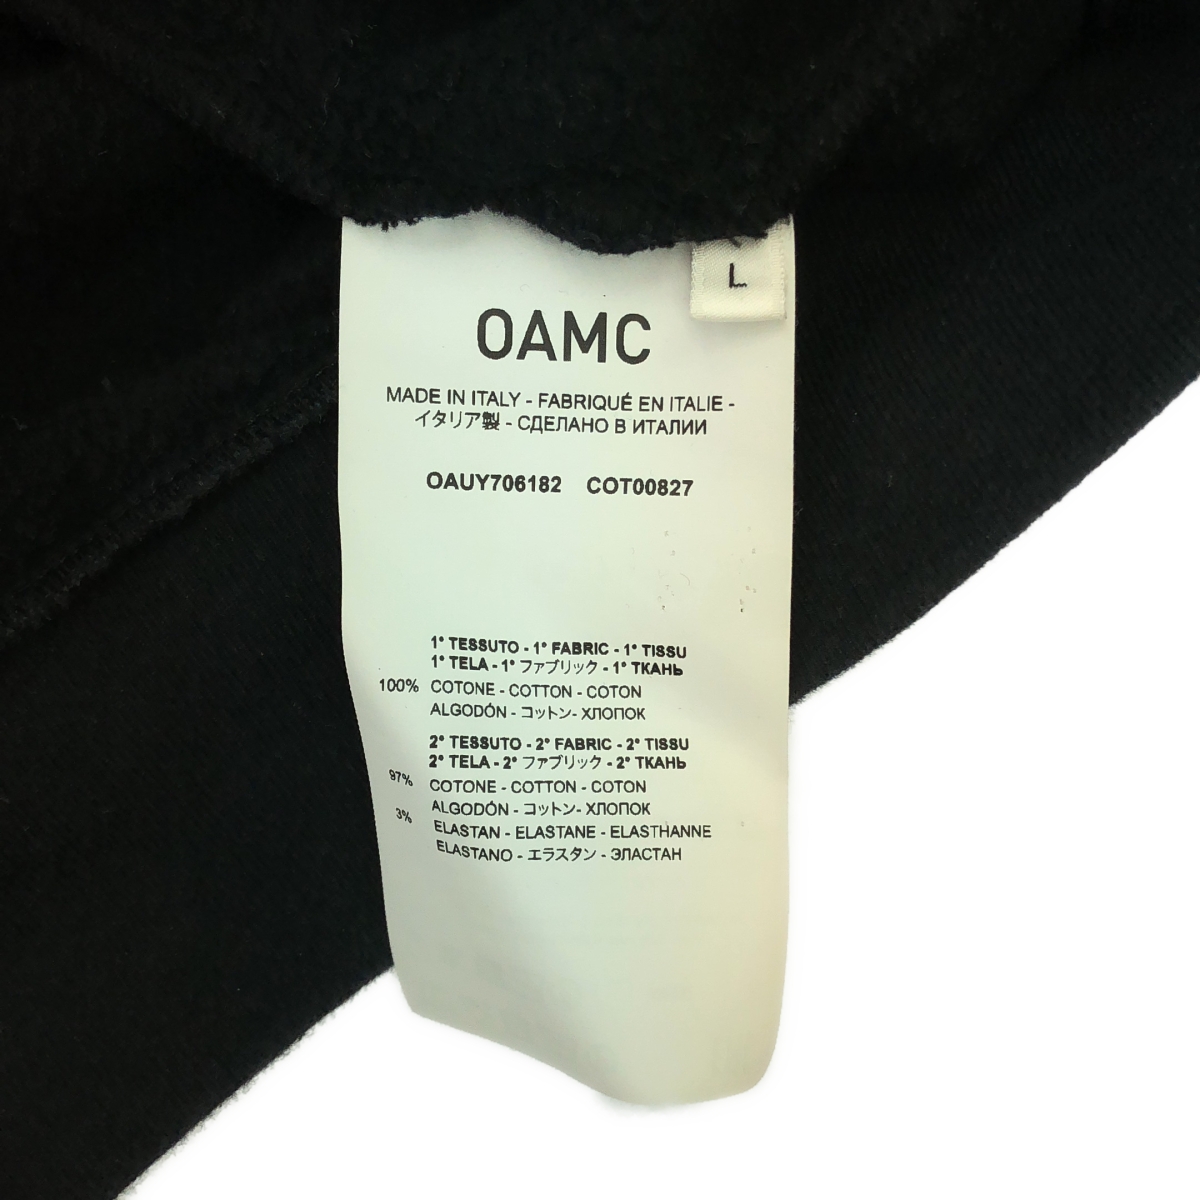 L
OAMC
MADE IN ITALY - FABRIQUÉ EN ITALIE -
イタリア製 - СДЕЛАНО В ИТАЛИИ
OAUY706182 COT00827
1° TESSUTO - 1° FABRIC - 1° TISSU
1° TELA - 1° ファブリック - 1° ТКАНЬ
100% COTONE - COTTON - COTON
ALGODÓN - コットン- ХЛОПОК
2° TESSUTO - 2° FABRIC - 2° TISSU
2° TELA - 2° ファブリック - 2° ТКАНЬ
97% COTONE - COTTON - COTON
ALGODÓN - コットン- ХЛОПОК
3% ELASTAN - ELASTANE - ELASTHANNE
ELASTANO - エラスタン - ЭЛАСТАН